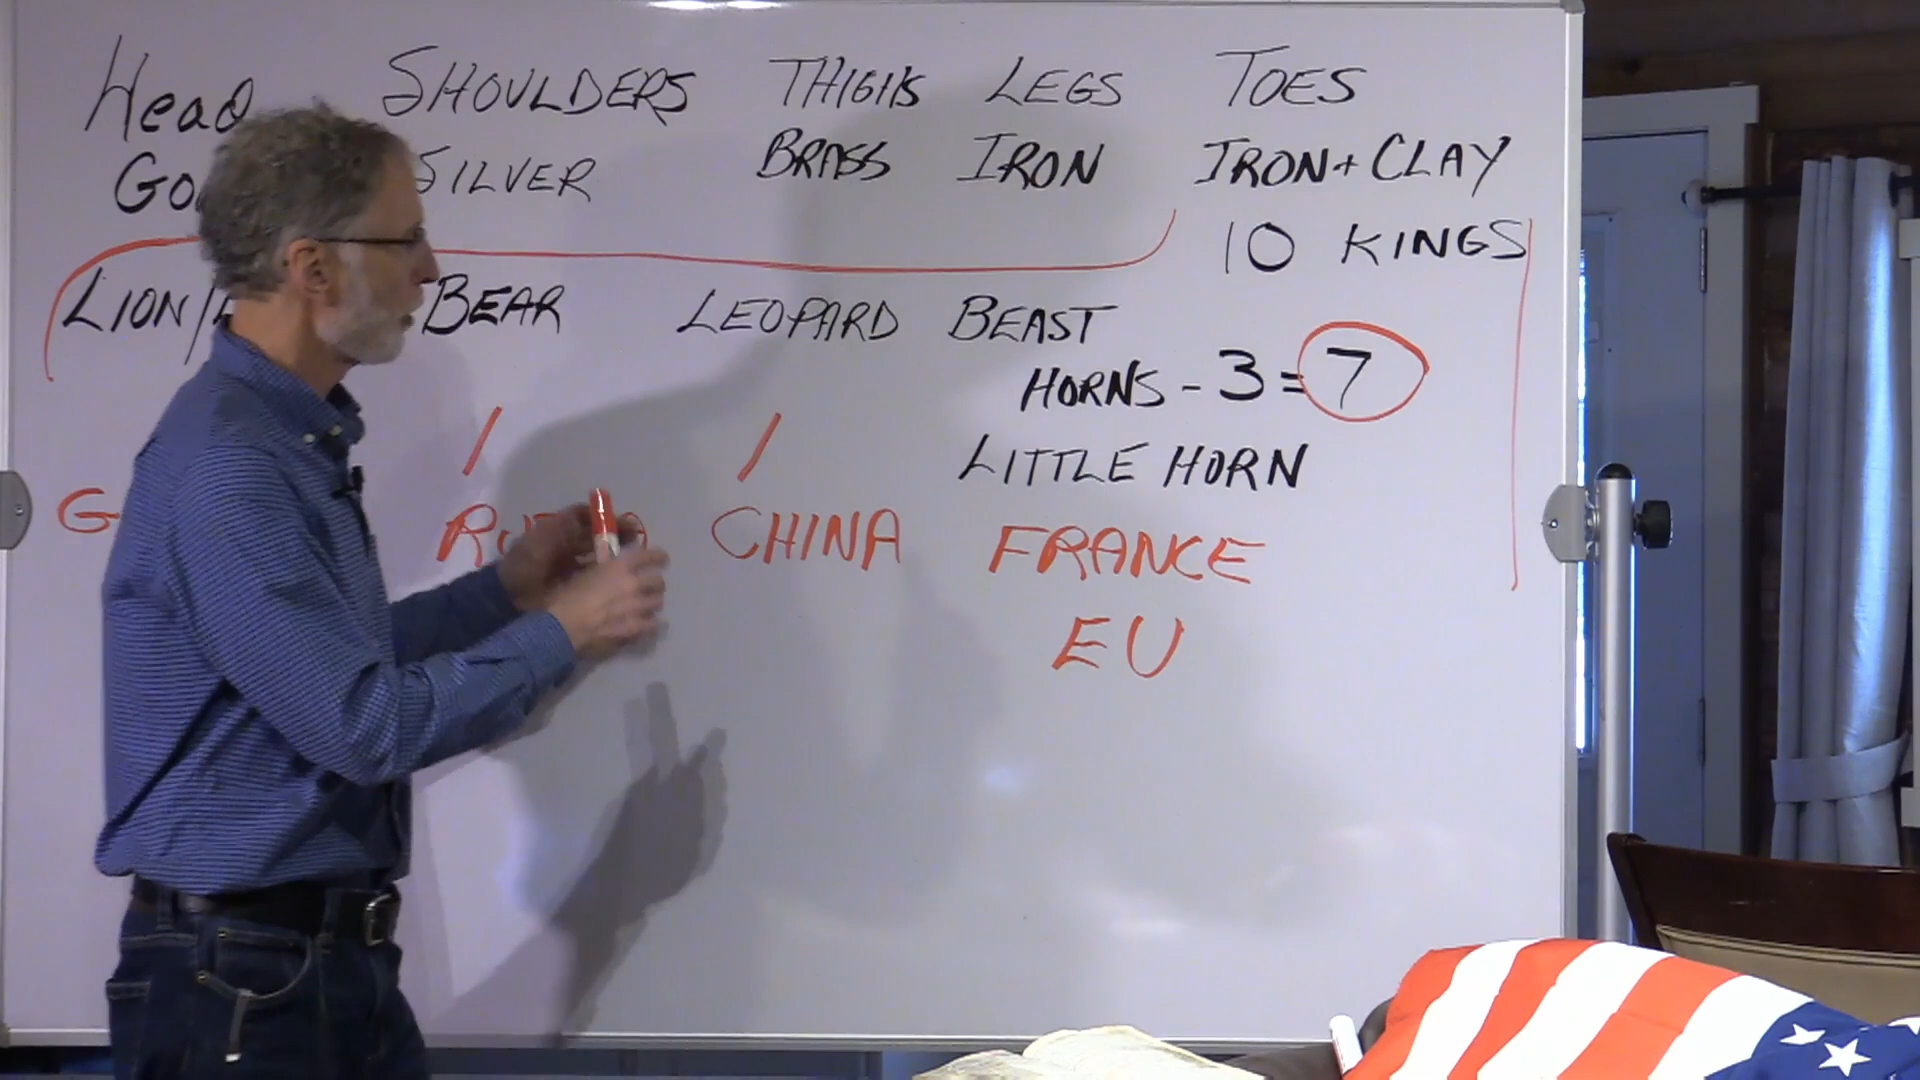 Head SHOULDERS THIGHS LEGS TOES
SILVER BRASS IRON IRON + CLAY
10 KINGS
LION/ BEAR LEOPARD BEAST
HORNS - 3 = 7
LITTLE HORN
CHINA FRANCE
EU